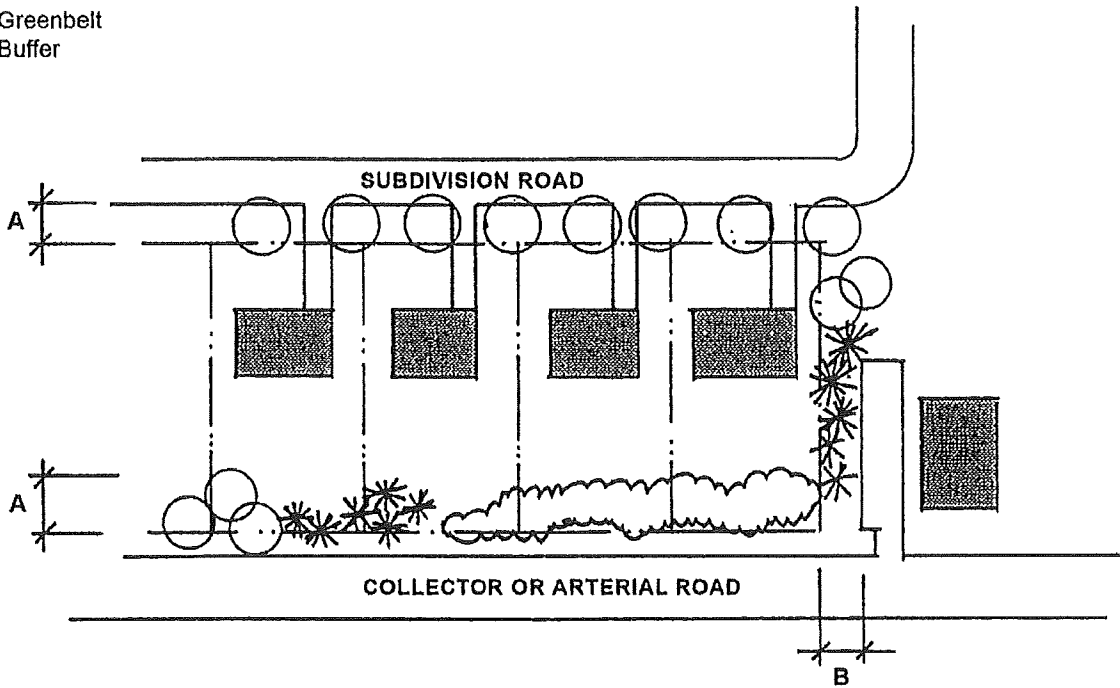 Greenbelt
Buffer
SUBDIVISION ROAD
A
A
COLLECTOR OR ARTERIAL ROAD
B